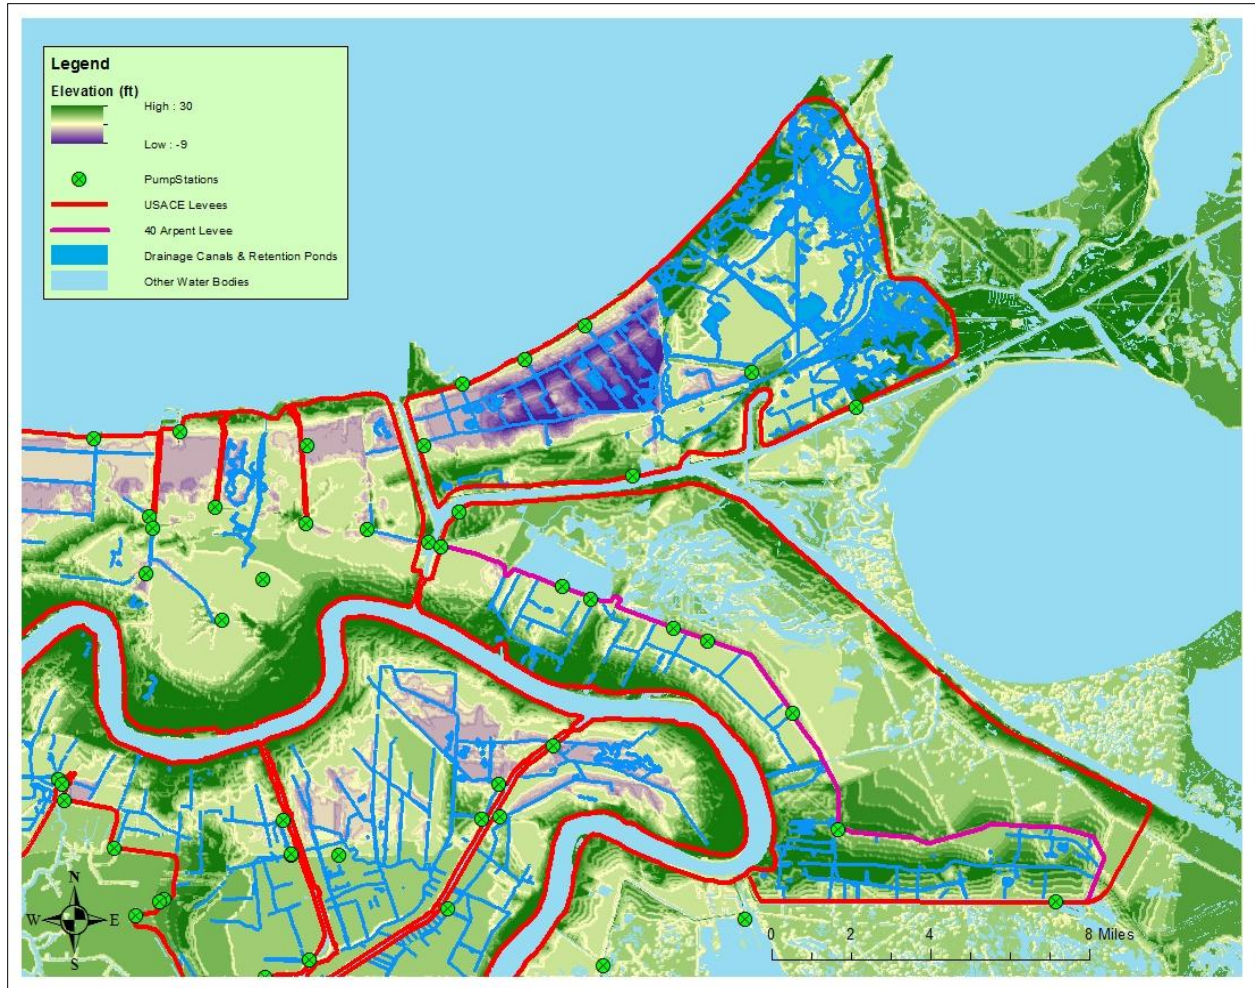 Legend
Elevation (ft)
High : 30
Low : -9
PumpStations
USACE Levees
40 Arpent Levee
Drainage Canals & Retention Ponds
Other Water Bodies
N
W E
S
0 2 4 8 Miles